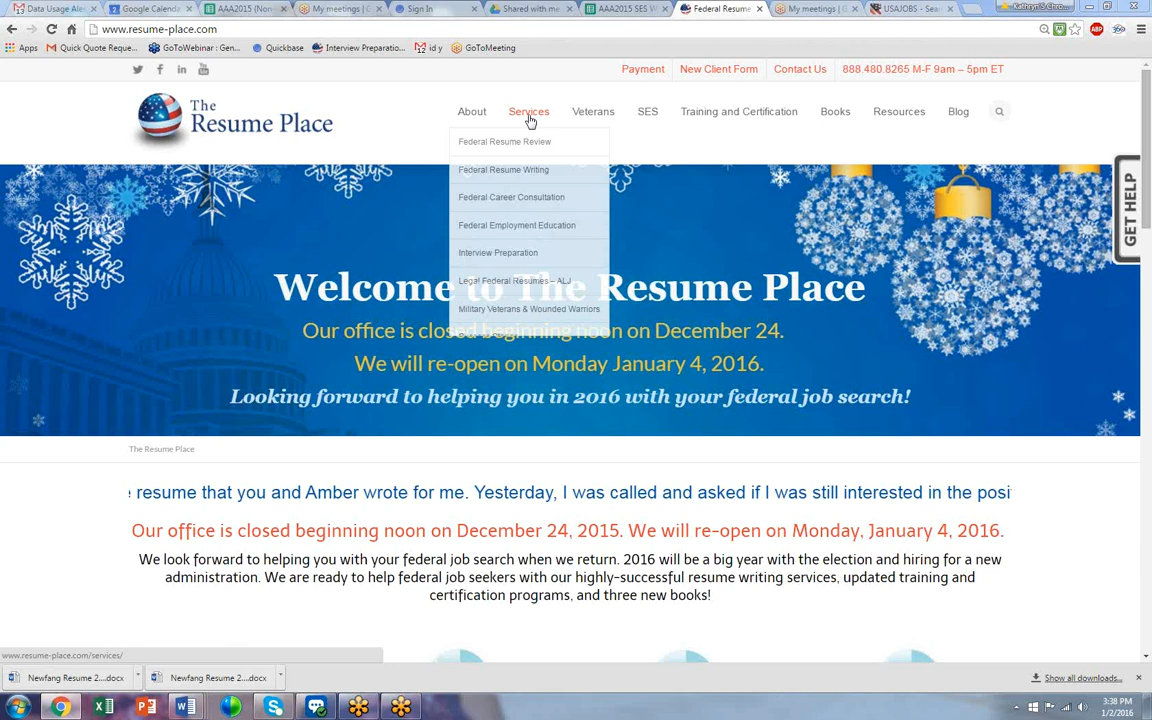 Data Usage Ale
Google Calenda
AAA2015 (Non-
My meetings | G
Sign In
Shared with me
AAA2015 SES W
Federal Resume
My meetings | G
USAJOBS - Sear
www.resume-place.com
Apps
Quick Quote Reque...
GoToWebinar : Gen...
Quickbase
Interview Preparatio...
id y
GoToMeeting
Payment
New Client Form
Contact Us
888.480.8265 M-F 9am – 5pm ET
The
Resume Place
About
Services
Veterans
SES
Training and Certification
Books
Resources
Blog
Federal Resume Review
Federal Resume Writing
Federal Career Consultation
Federal Employment Education
Interview Preparation
Legal Federal Resumes – ALJ
Military Veterans & Wounded Warriors
GET HELP
Welcome to The Resume Place
Our office is closed beginning noon on December 24.
We will re-open on Monday January 4, 2016.
Looking forward to helping you in 2016 with your federal job search!
The Resume Place
resume that you and Amber wrote for me. Yesterday, I was called and asked if I was still interested in the posi
Our office is closed beginning noon on December 24, 2015. We will re-open on Monday, January 4, 2016.
We look forward to helping you with your federal job search when we return. 2016 will be a big year with the election and hiring for a new
administration. We are ready to help federal job seekers with our highly-successful resume writing services, updated training and
certification programs, and three new books!
www.resume-place.com/services/
Newfang Resume 2....docx
Newfang Resume 2....docx
Show all downloads...
3:38 PM
1/2/2016